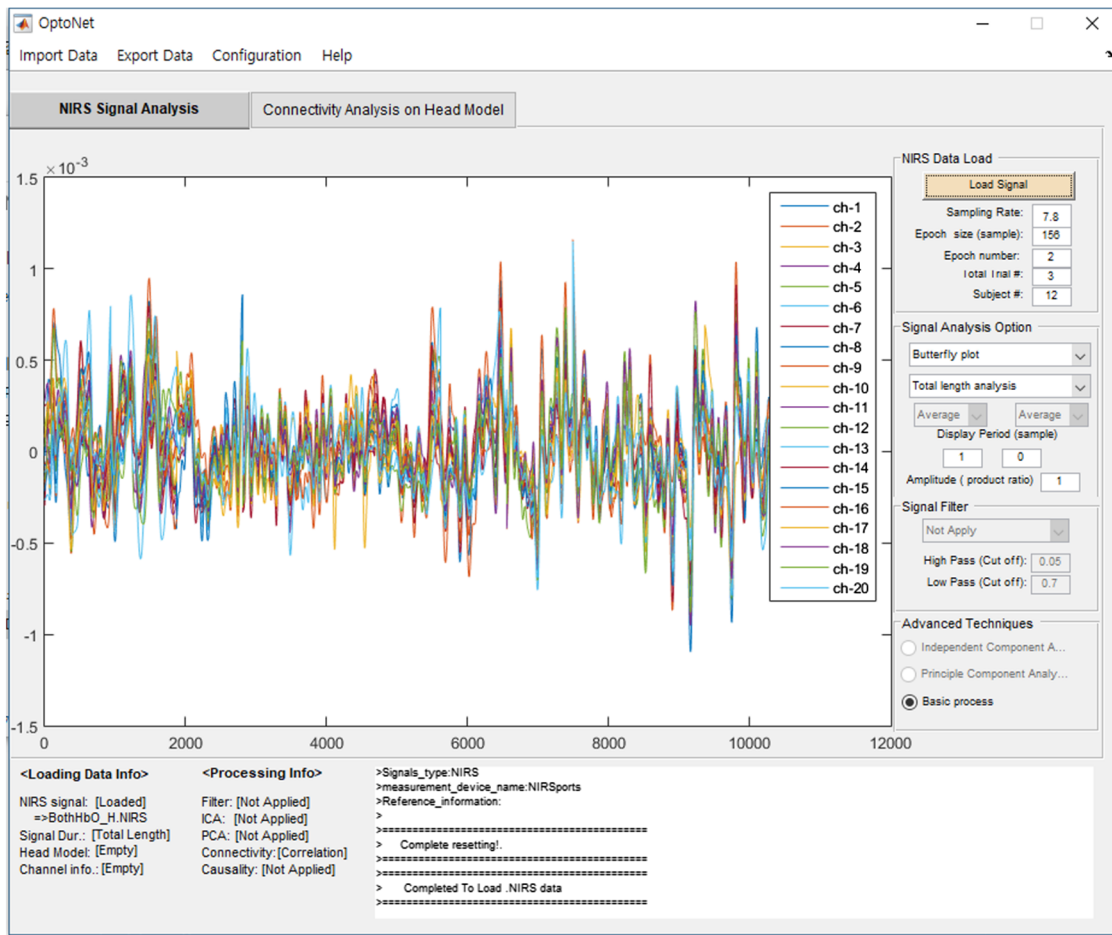 OptoNet
Import Data Export Data Configuration Help
NIRS Signal Analysis
Connectivity Analysis on Head Model
×10⁻³
1.5
1
0.5
0
-0.5
-1
-1.5
0 2000 4000 6000 8000 10000 12000
ch-1
ch-2
ch-3
ch-4
ch-5
ch-6
ch-7
ch-8
ch-9
ch-10
ch-11
ch-12
ch-13
ch-14
ch-15
ch-16
ch-17
ch-18
ch-19
ch-20
NIRS Data Load
Load Signal
Sampling Rate: 7.8
Epoch size (sample): 156
Epoch number: 2
Total Trial #: 3
Subject #: 12
Signal Analysis Option
Butterfly plot
Total length analysis
Average Average
Display Period (sample)
1 0
Amplitude ( product ratio) 1
Signal Filter
Not Apply
High Pass (Cut off): 0.05
Low Pass (Cut off): 0.7
Advanced Techniques
Independent Component A...
Principle Component Analy...
Basic process
<Loading Data Info>
NIRS signal: [Loaded]
=>BothHbO_H.NIRS
Signal Dur.: [Total Length]
Head Model: [Empty]
Channel info.: [Empty]
<Processing Info>
Filter: [Not Applied]
ICA: [Not Applied]
PCA: [Not Applied]
Connectivity:[Correlation]
Causality: [Not Applied]
>Signals_type:NIRS
>measurement_device_name:NIRSports
>Reference_information:
>
>=============================================
> Complete resetting!.
>=============================================
>=============================================
> Completed To Load .NIRS data
>=============================================